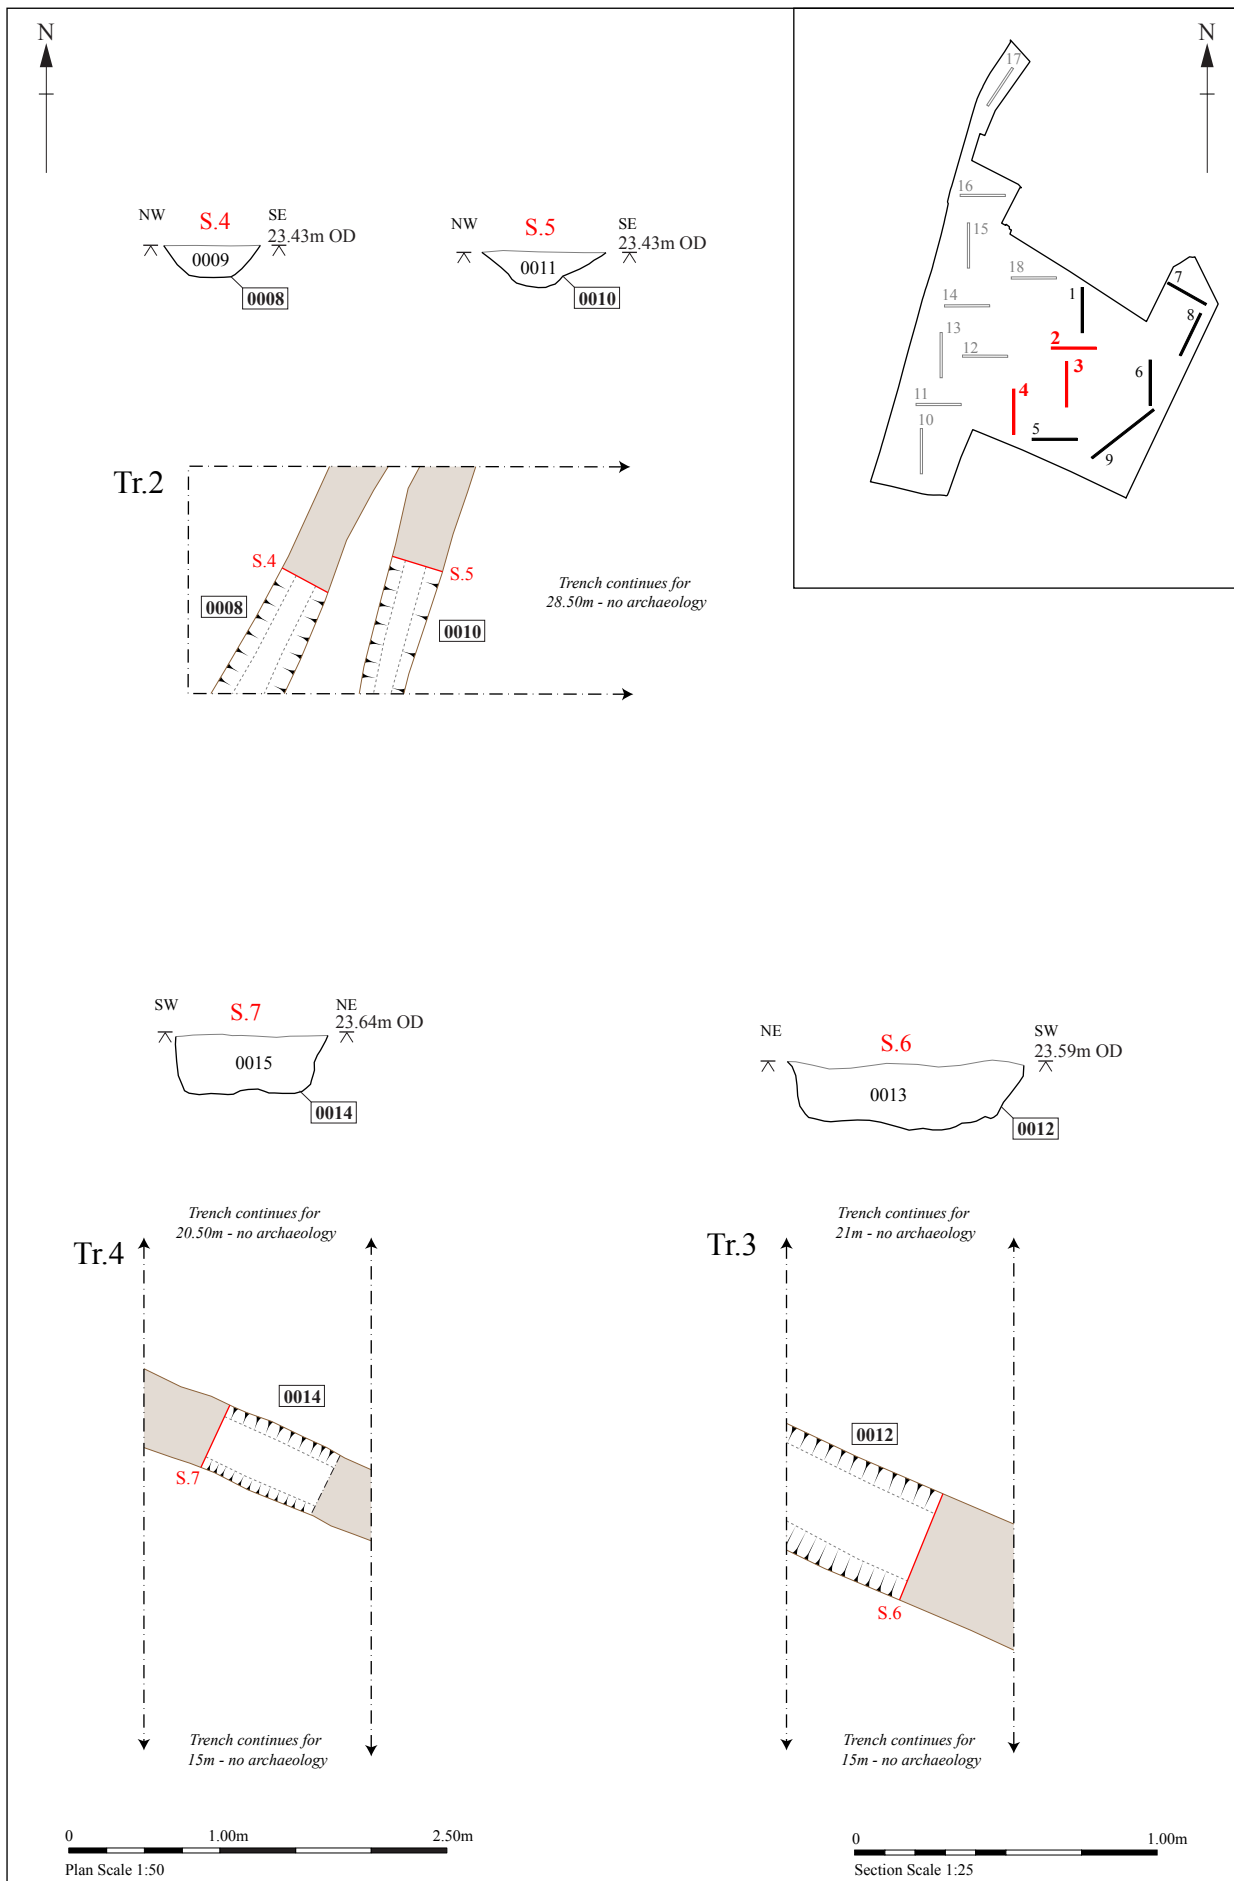 N
NW
S.4
SE
23.43m OD
0009
0008
NW
S.5
SE
23.43m OD
0011
0010
N
17
16
15
18
14
1
7
8
13
12
2
3
6
4
11
10
5
9
Tr.2
S.4
S.5
0008
0010
Trench continues for
28.50m - no archaeology
SW
S.7
NE
23.64m OD
0015
0014
NE
S.6
SW
23.59m OD
0013
0012
Trench continues for
20.50m - no archaeology
Tr.4
0014
S.7
Trench continues for
15m - no archaeology
Trench continues for
21m - no archaeology
Tr.3
0012
S.6
Trench continues for
15m - no archaeology
0 1.00m 2.50m
Plan Scale 1:50
0 1.00m
Section Scale 1:25